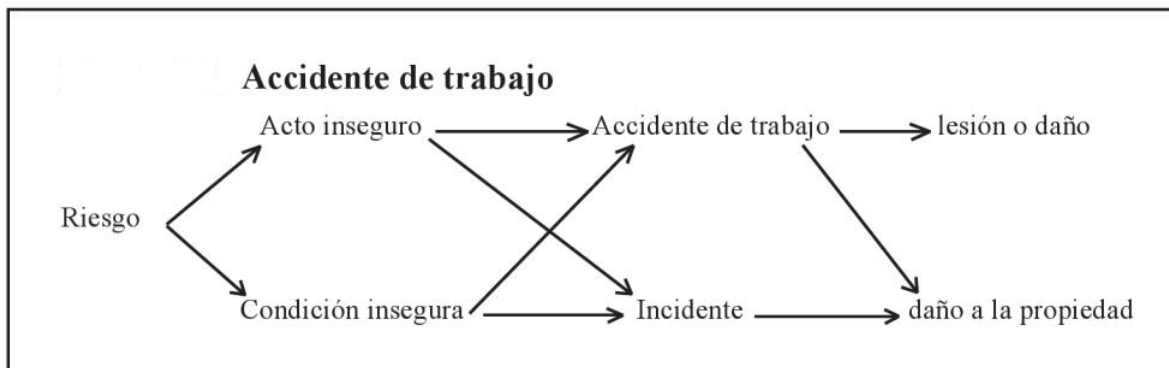 Accidente de trabajo
Acto inseguro
Accidente de trabajo
lesión o daño
Riesgo
Condición insegura
Incidente
daño a la propiedad